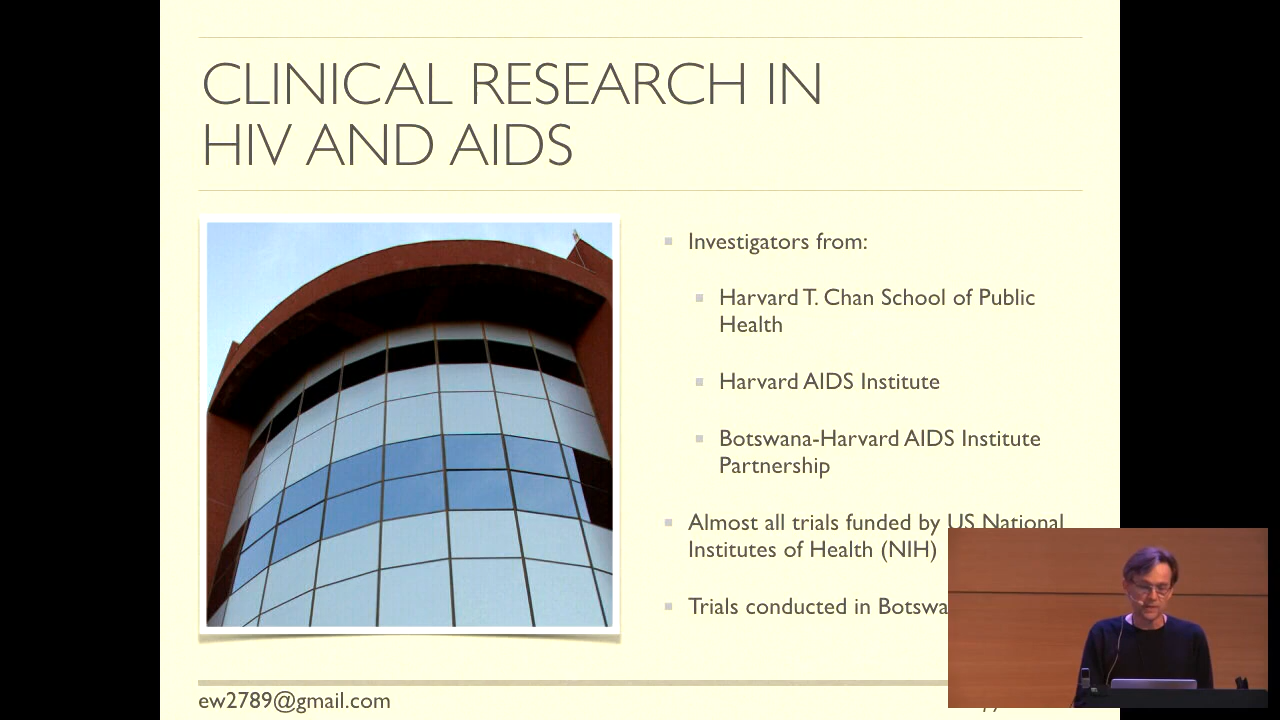 CLINICAL RESEARCH IN
HIV AND AIDS
Investigators from:
Harvard T. Chan School of Public
Health
Harvard AIDS Institute
Botswana-Harvard AIDS Institute
Partnership
Almost all trials funded by US National
Institutes of Health (NIH)
Trials conducted in
ew2789@gmail.com